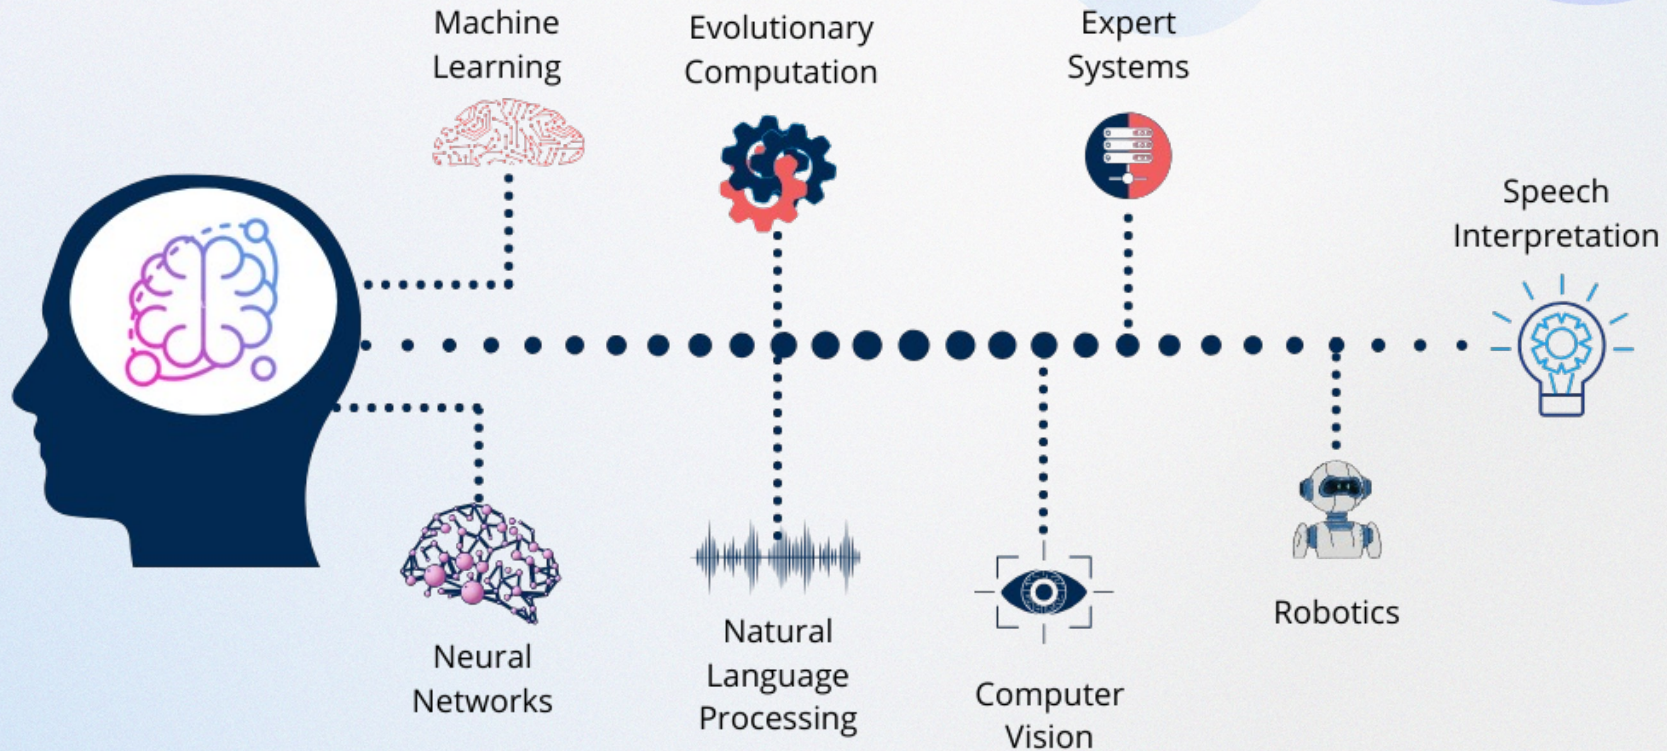 Machine
Learning
Evolutionary
Computation
Expert
Systems
Speech
Interpretation
Neural
Networks
Natural
Language
Processing
Computer
Vision
Robotics